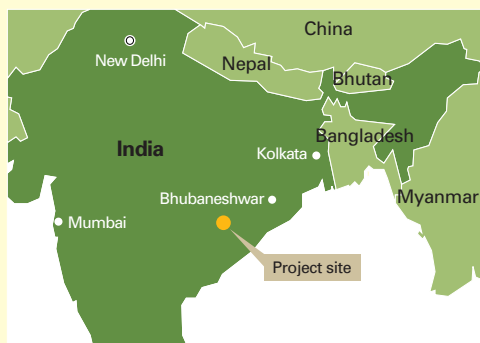 China
New Delhi
Nepal
Bhutan
India
Kolkata
Bangladesh
Bhubaneshwar
Myanmar
Mumbai
Project site